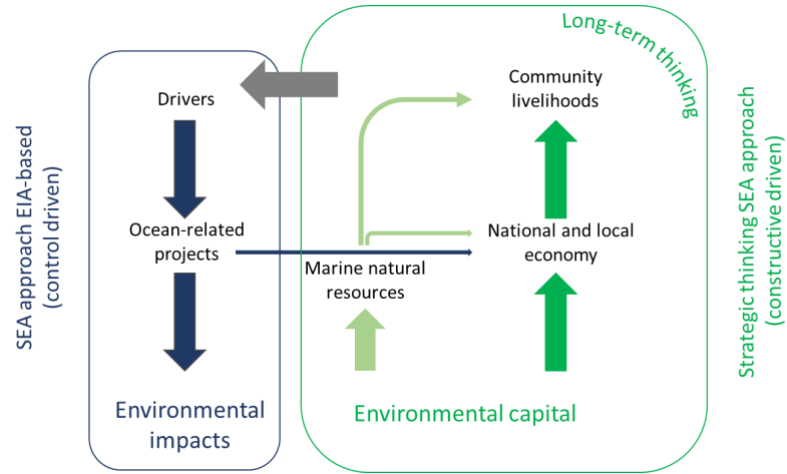 SEA approach EIA-based
(control driven)
Drivers
Ocean-related
projects
Environmental
impacts
Long-term thinking
Community
livelihoods
National and local
economy
Marine natural
resources
Environmental capital
Strategic thinking SEA approach
(constructive driven)